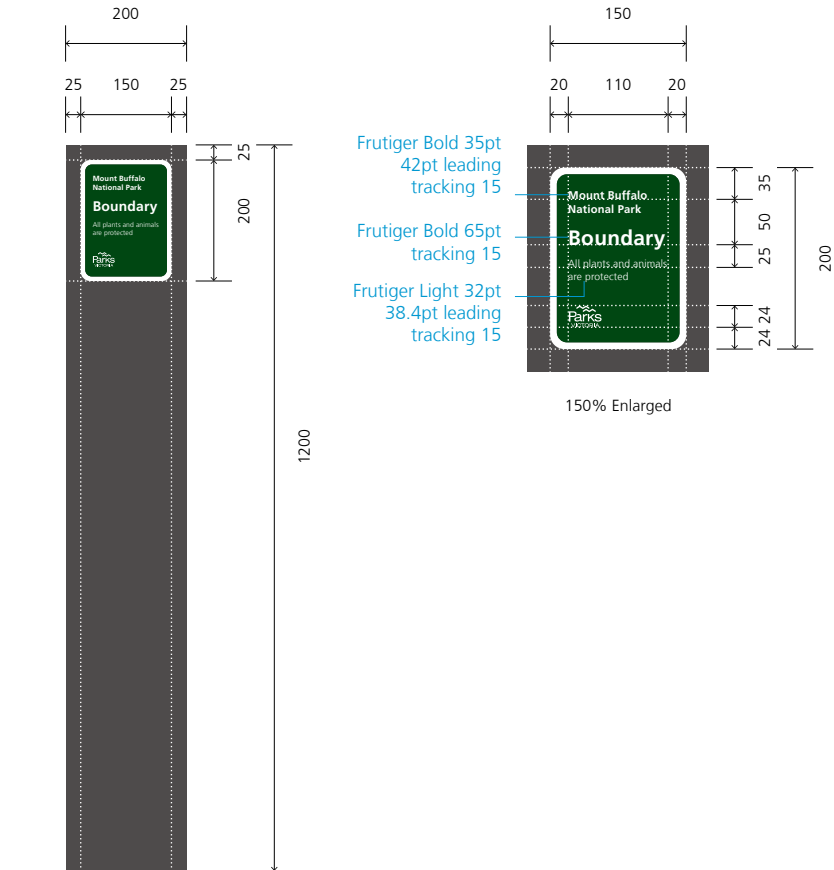 200
25 150 25
25
200
1200
Mount Buffalo
National Park
Boundary
All plants and animals
are protected
Parks
VICTORIA
150
20 110 20
Frutiger Bold 35pt
42pt leading
tracking 15
Frutiger Bold 65pt
tracking 15
Frutiger Light 32pt
38.4pt leading
tracking 15
Mount Buffalo
National Park
Boundary
All plants and animals
are protected
Parks
VICTORIA
35
50
25
24
24
200
150% Enlarged